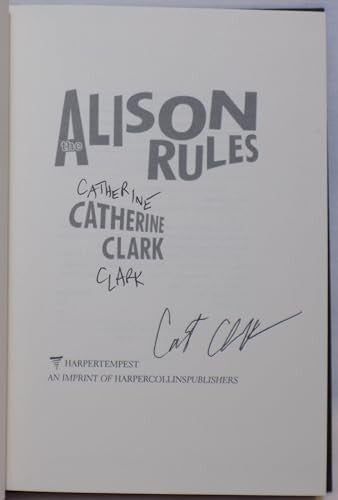 the ALISON
RULES
CATHERINE
CATHERINE
CLARK
CLARK
HARPERTEMPEST
AN IMPRINT OF HARPERCOLLINSPUBLISHERS